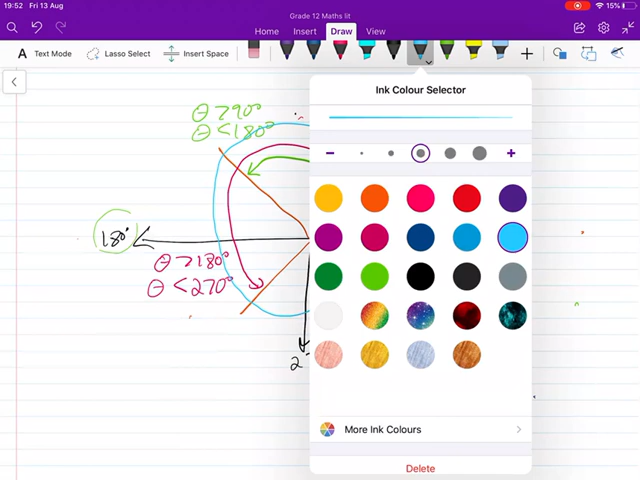 19:52 Fri 13 Aug
15%
Grade 12 Maths lit
Home Insert Draw View
A Text Mode Lasso Select Insert Space
Ink Colour Selector
θ > 90°
θ < 180°
180°
θ > 180°
θ < 270°
2
More Ink Colours
Delete